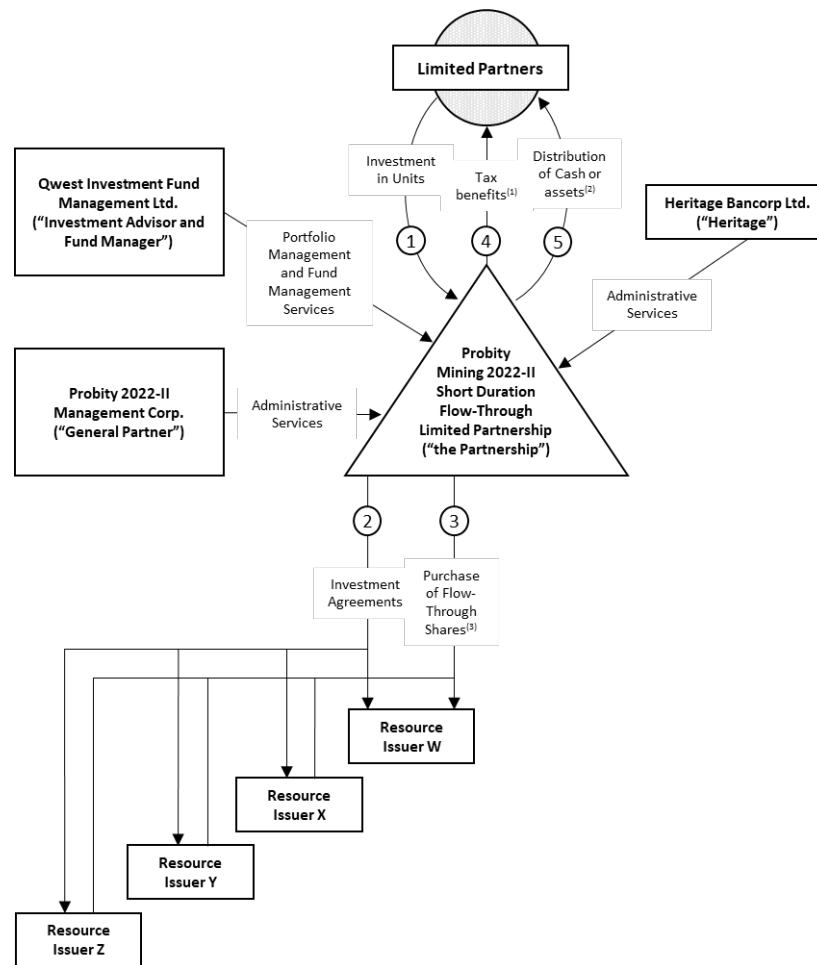 Limited Partners
Investment
in Units
Tax
benefits(1)
Distribution
of Cash or
assets(2)
Qwest Investment Fund
Management Ltd.
(“Investment Advisor and
Fund Manager”)
Heritage Bancorp Ltd.
(“Heritage”)
1
4
5
Portfolio
Management
and Fund
Management
Services
Administrative
Services
Probity 2022-II
Management Corp.
(“General Partner”)
Administrative
Services
Probity
Mining 2022-II
Short Duration
Flow-Through
Limited Partnership
(“the Partnership”)
2
3
Investment
Agreements
Purchase
of Flow-
Through
Shares(3)
Resource
Issuer W
Resource
Issuer X
Resource
Issuer Y
Resource
Issuer Z